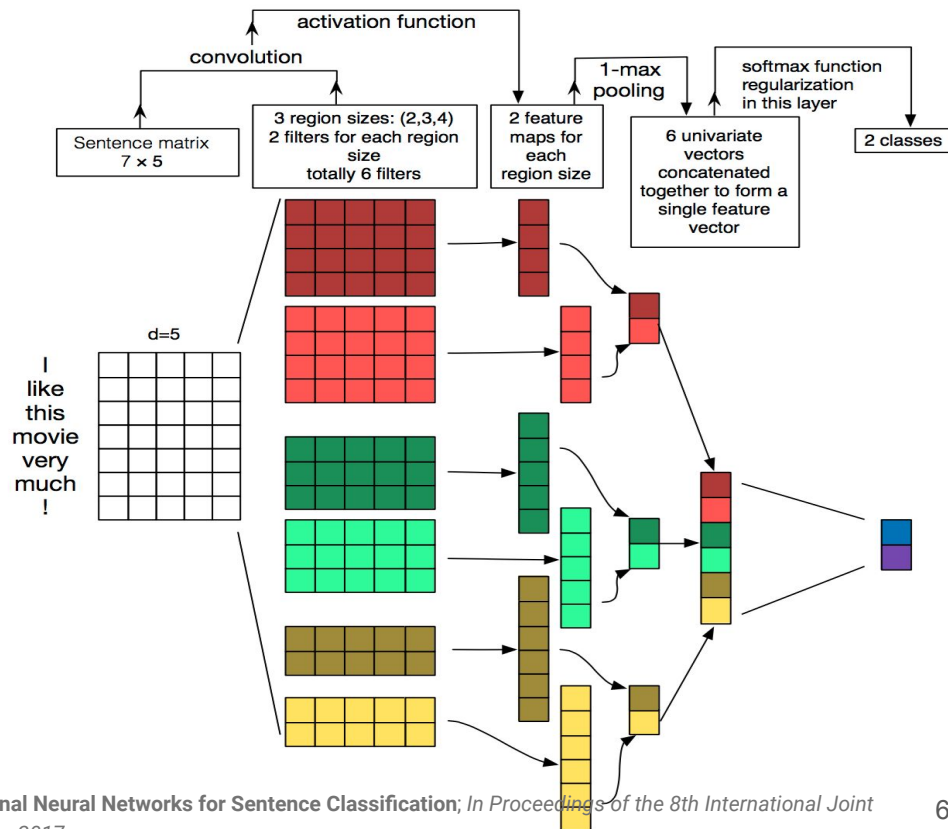 activation function
convolution
1-max
pooling
softmax function
regularization
in this layer
Sentence matrix
7 × 5
3 region sizes: (2,3,4)
2 filters for each region
size
totally 6 filters
2 feature
maps for
each
region size
6 univariate
vectors
concatenated
together to form a
single feature
vector
2 classes
d=5
I
like
this
movie
very
much
!
nal Neural Networks for Sentence Classification; In Proceedings of the 8th International Joint
6